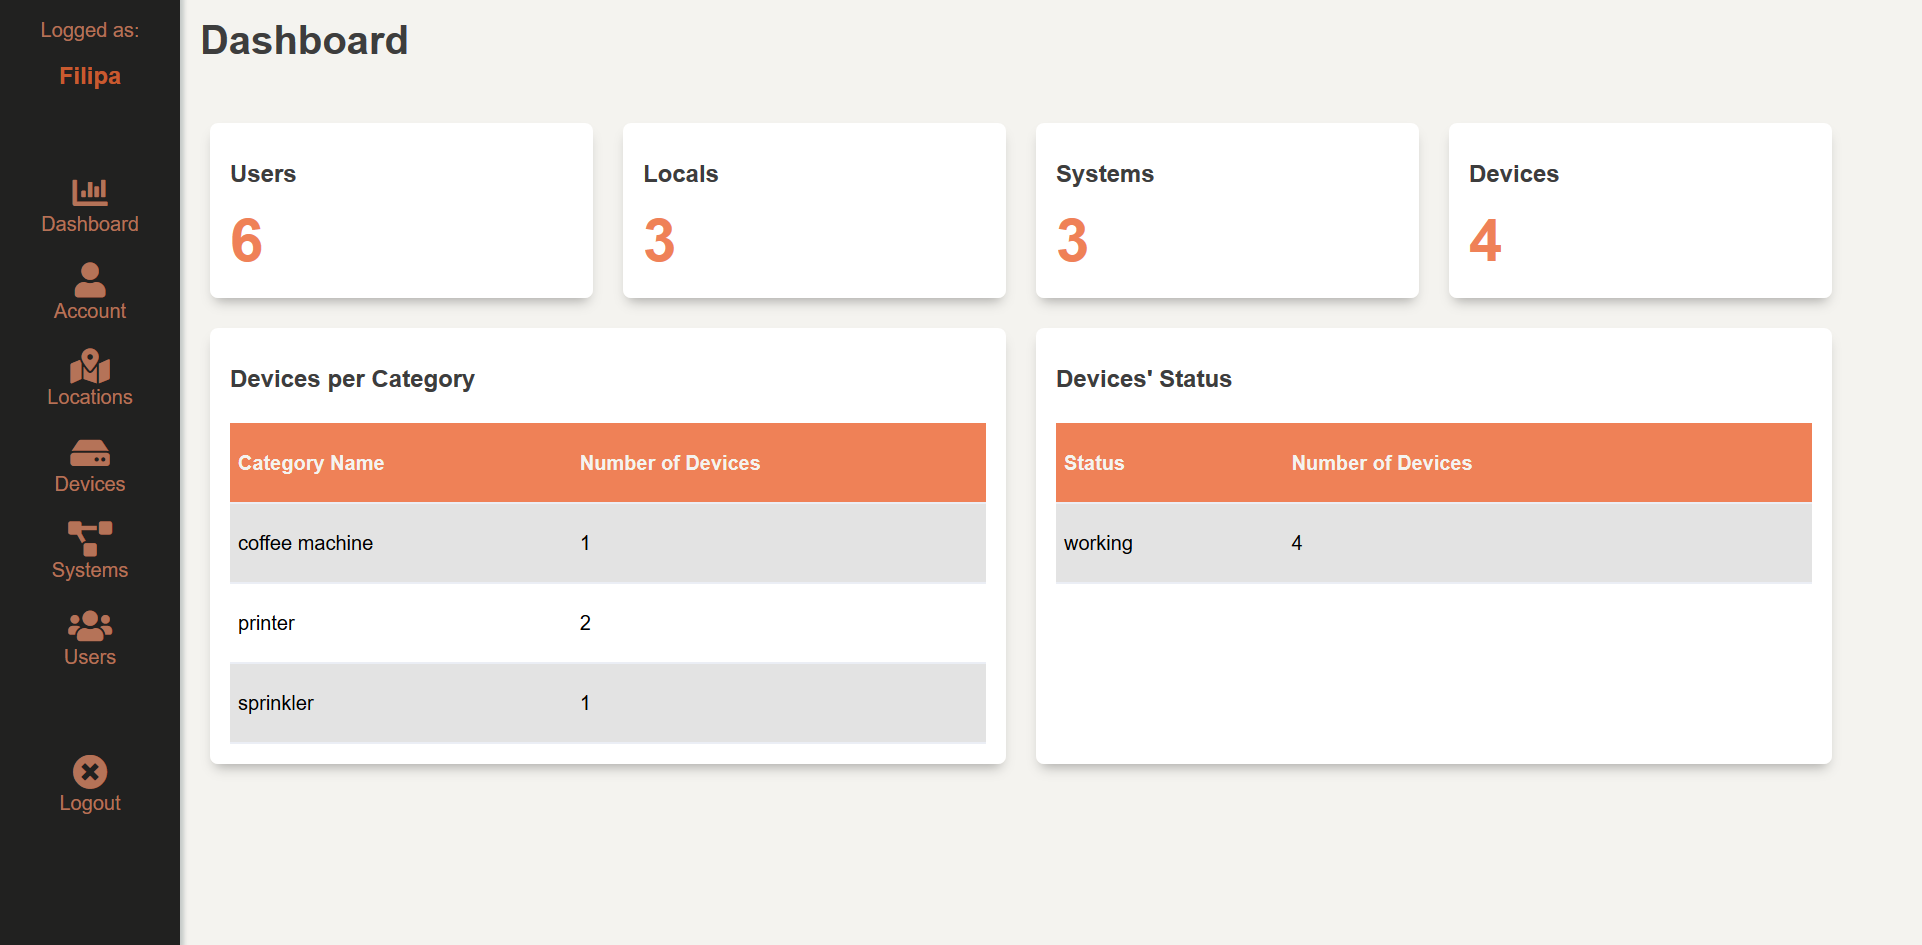 Logged as:
Filipa
Dashboard
Account
Locations
Devices
Systems
Users
Logout
Dashboard
Users
6
Locals
3
Systems
3
Devices
4
Devices per Category
Category Name Number of Devices
coffee machine 1
printer 2
sprinkler 1
Devices' Status
Status Number of Devices
working 4